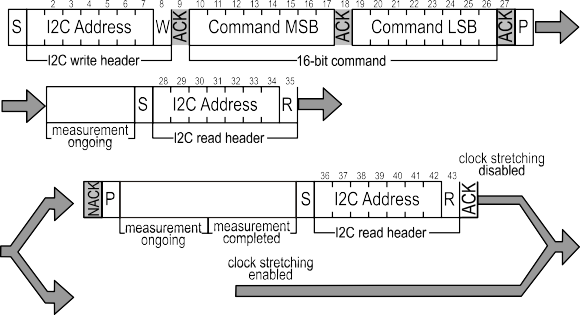 1 2 3 4 5 6 7 8 9 10 11 12 13 14 15 16 17 18 19 20 21 22 23 24 25 26 27
S I2C Address W ACK Command MSB ACK Command LSB ACK P
I2C write header 16-bit command
28 29 30 31 32 33 34 35
S I2C Address R
measurement
ongoing
I2C read header
clock stretching
disabled
36 37 38 39 40 41 42 43
NACK P S I2C Address R ACK
measurement
ongoing
measurement
completed
I2C read header
clock stretching
enabled